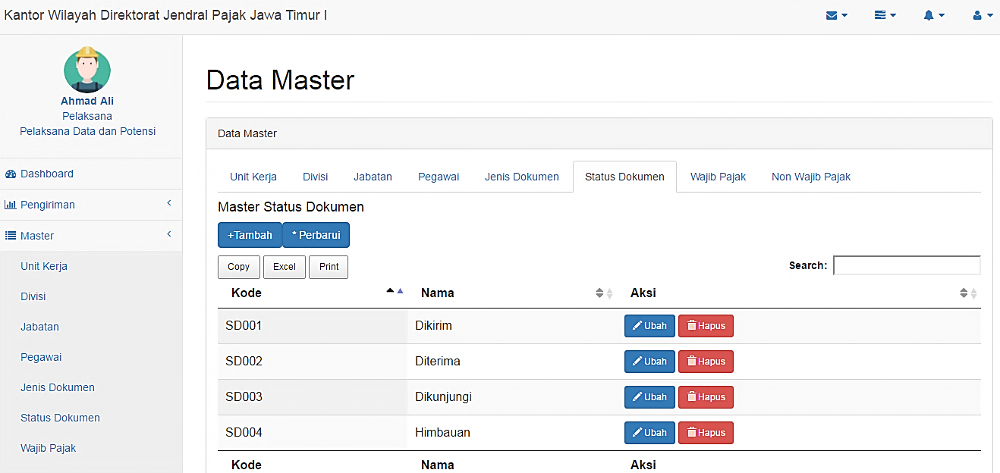 Kantor Wilayah Direktorat Jendral Pajak Jawa Timur I
Ahmad Ali
Pelaksana
Pelaksana Data dan Potensi
Dashboard
Pengiriman
Master
Unit Kerja
Divisi
Jabatan
Pegawai
Jenis Dokumen
Status Dokumen
Wajib Pajak
Data Master
Data Master
Unit Kerja Divisi Jabatan Pegawai Jenis Dokumen Status Dokumen Wajib Pajak Non Wajib Pajak
Master Status Dokumen
+Tambah * Perbarui
Copy Excel Print Search:
Kode Nama Aksi
SD001 Dikirim Ubah Hapus
SD002 Diterima Ubah Hapus
SD003 Dikunjungi Ubah Hapus
SD004 Himbauan Ubah Hapus
Kode Nama Aksi